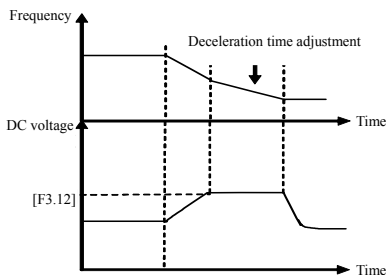 Frequency
Deceleration time adjustment
DC voltage
Time
[F3.12]
Time